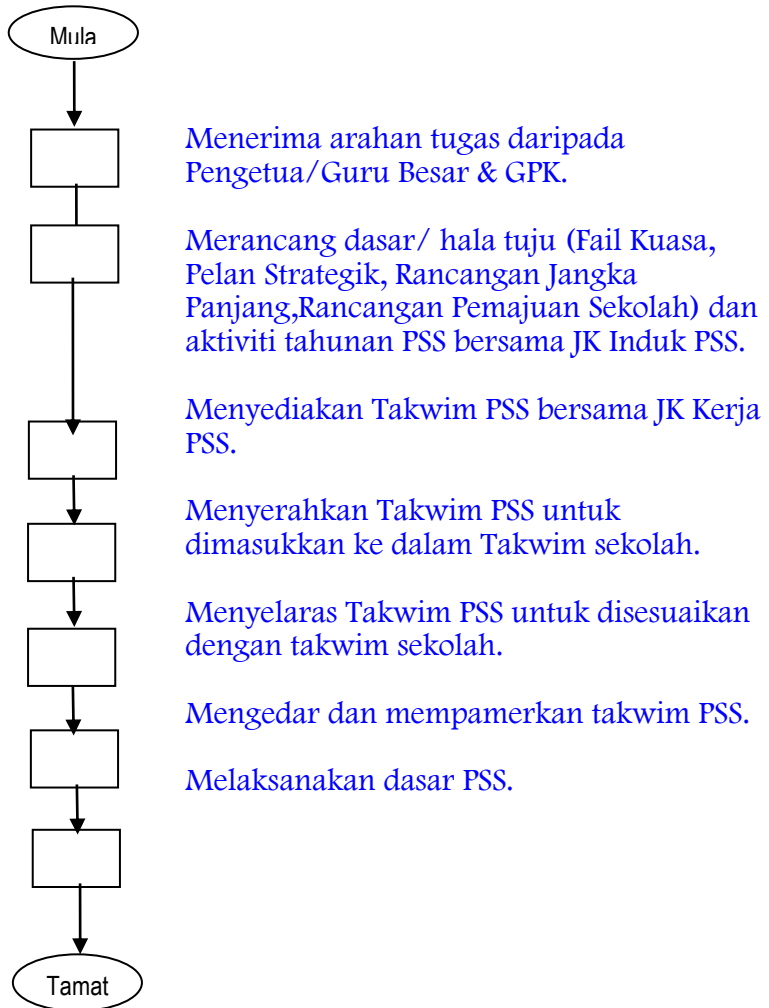 Mula
Menerima arahan tugas daripada
Pengetua/Guru Besar & GPK.
Merancang dasar/ hala tuju (Fail Kuasa,
Pelan Strategik, Rancangan Jangka
Panjang,Rancangan Pemajuan Sekolah) dan
aktiviti tahunan PSS bersama JK Induk PSS.
Menyediakan Takwim PSS bersama JK Kerja
PSS.
Menyerahkan Takwim PSS untuk
dimasukkan ke dalam Takwim sekolah.
Menyelaras Takwim PSS untuk disesuaikan
dengan takwim sekolah.
Mengedar dan mempamerkan takwim PSS.
Melaksanakan dasar PSS.
Tamat